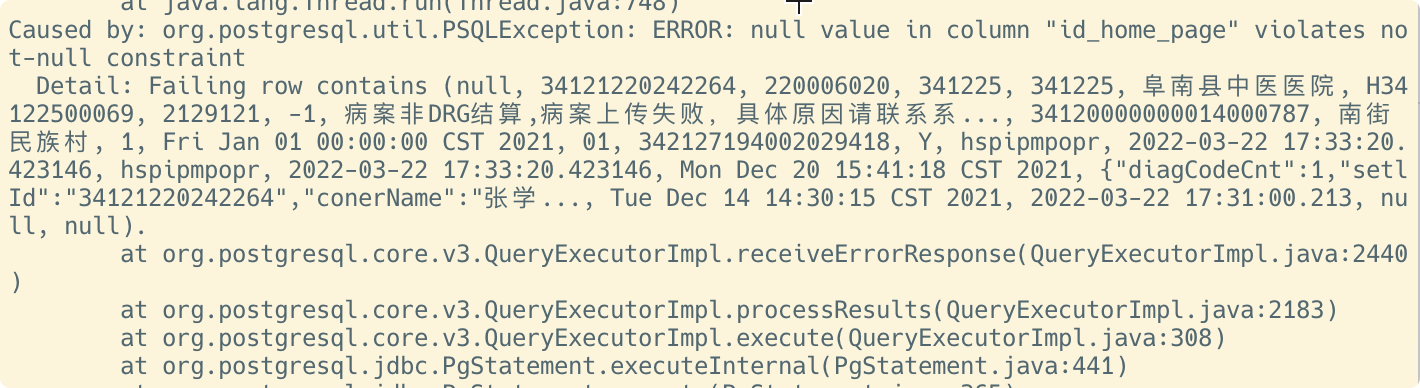 at java.lang.Thread.run(Thread.java:748)
Caused by: org.postgresql.util.PSQLException: ERROR: null value in column "id_home_page" violates no
t-null constraint
Detail: Failing row contains (null, 34121220242264, 220006020, 341225, 341225, 阜南县中医医院, H34
122500069, 2129121, -1, 病案非DRG结算,病案上传失败, 具体原因请联系系..., 341200000000014000787, 南街
民族村, 1, Fri Jan 01 00:00:00 CST 2021, 01, 342127194002029418, Y, hspipmpopr, 2022-03-22 17:33:20.
423146, hspipmpopr, 2022-03-22 17:33:20.423146, Mon Dec 20 15:41:18 CST 2021, {"diagCodeCnt":1,"setl
Id":"34121220242264","conerName":"张学..., Tue Dec 14 14:30:15 CST 2021, 2022-03-22 17:31:00.213, nu
ll, null).
at org.postgresql.core.v3.QueryExecutorImpl.receiveErrorResponse(QueryExecutorImpl.java:2440
)
at org.postgresql.core.v3.QueryExecutorImpl.processResults(QueryExecutorImpl.java:2183)
at org.postgresql.core.v3.QueryExecutorImpl.execute(QueryExecutorImpl.java:308)
at org.postgresql.jdbc.PgStatement.executeInternal(PgStatement.java:441)